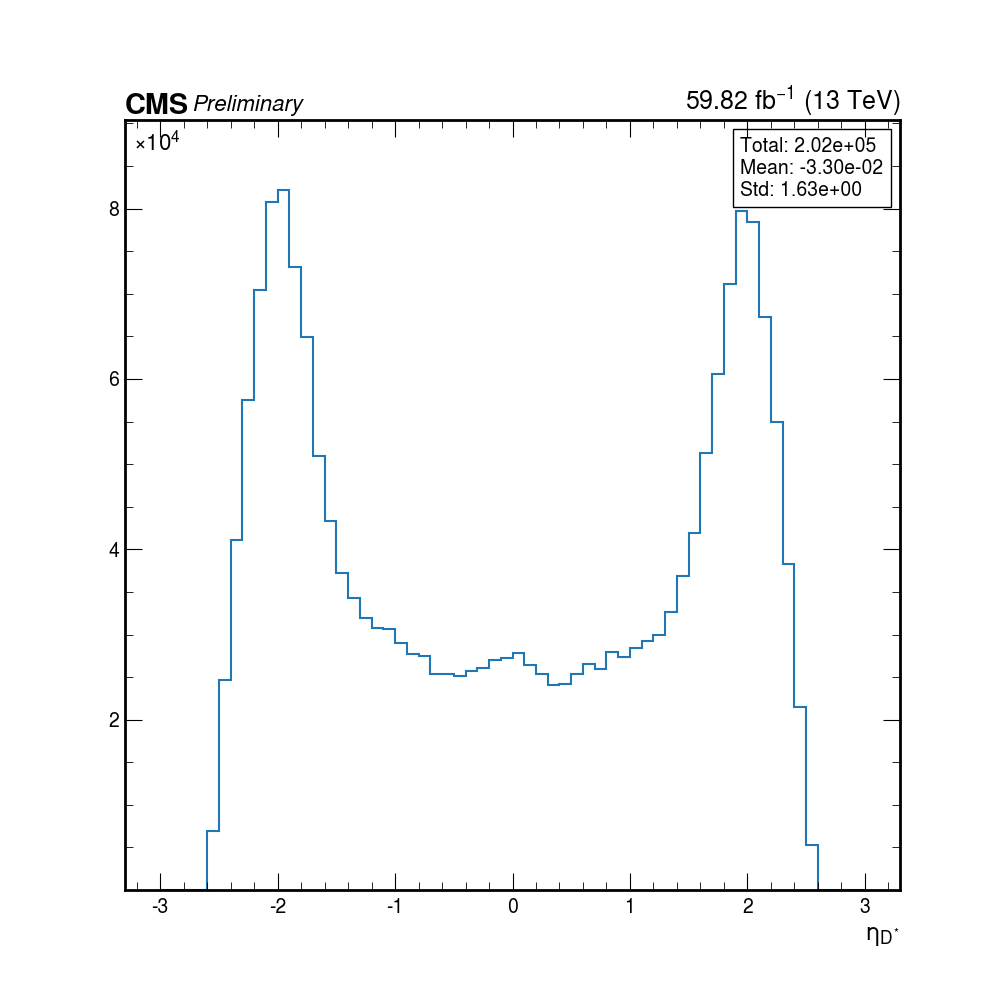 CMS Preliminary 59.82 fb⁻¹ (13 TeV)
×10⁴
Total: 2.02e+05
Mean: -3.30e-02
Std: 1.63e+00
8
6
4
2
-3 -2 -1 0 1 2 3
η_D*